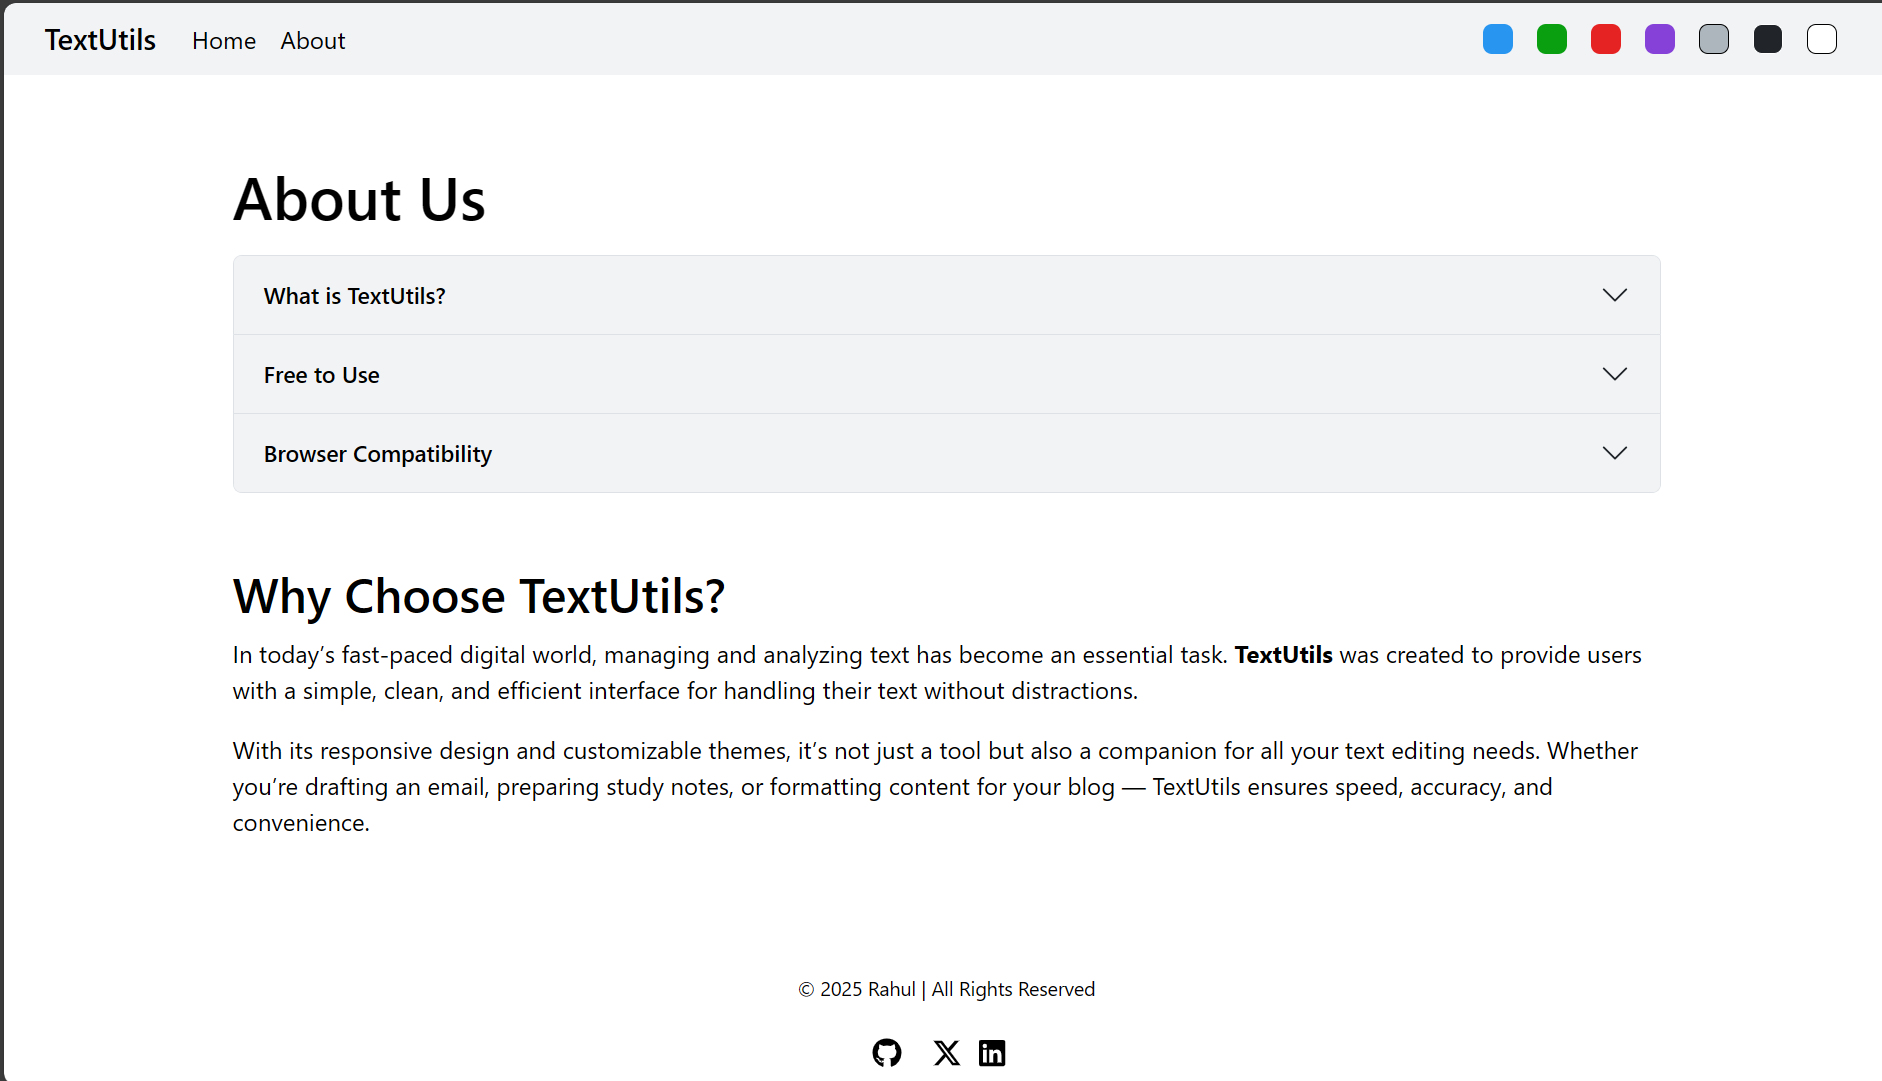 TextUtils Home About
About Us
What is TextUtils?
Free to Use
Browser Compatibility
Why Choose TextUtils?
In today’s fast-paced digital world, managing and analyzing text has become an essential task. TextUtils was created to provide users
with a simple, clean, and efficient interface for handling their text without distractions.
With its responsive design and customizable themes, it’s not just a tool but also a companion for all your text editing needs. Whether
you’re drafting an email, preparing study notes, or formatting content for your blog — TextUtils ensures speed, accuracy, and
convenience.
© 2025 Rahul | All Rights Reserved